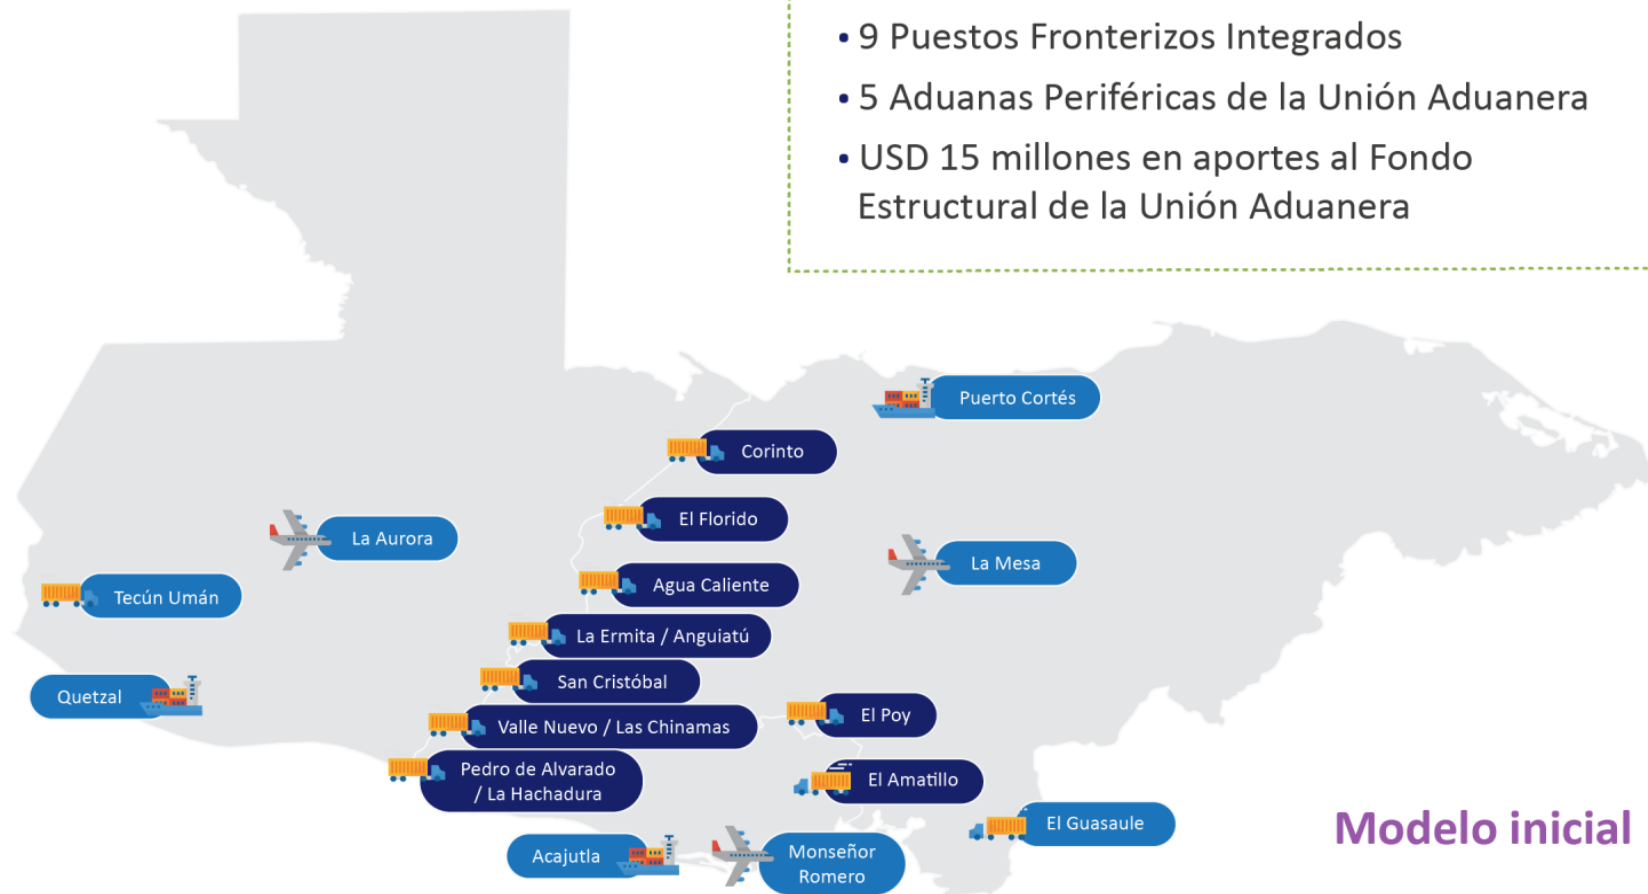 • 9 Puestos Fronterizos Integrados
• 5 Aduanas Periféricas de la Unión Aduanera
• USD 15 millones en aportes al Fondo
Estructural de la Unión Aduanera
Puerto Cortés
Corinto
El Florido
La Aurora
La Mesa
Agua Caliente
Tecún Umán
La Ermita / Anguiatú
San Cristóbal
Quetzal
El Poy
Valle Nuevo / Las Chinamas
Pedro de Alvarado
/ La Hachadura
El Amatillo
El Guasaule
Modelo inicial
Acajutla
Monseñor
Romero